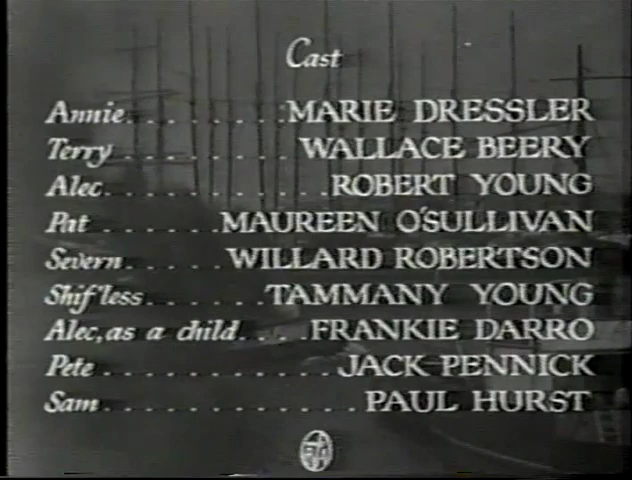 Cast
Annie. . . . . . . . MARIE DRESSLER
Terry . . . . . . . . WALLACE BEERY
Alec. . . . . . . . . . . ROBERT YOUNG
Pat . . . . . . MAUREEN O'SULLIVAN
Severn. . . . . WILLARD ROBERTSON
Shif'less. . . . . . . TAMMANY YOUNG
Alec, as a child. . . . FRANKIE DARRO
Pete . . . . . . . . . . . . JACK PENNICK
Sam. . . . . . . . . . . . . PAUL HURST